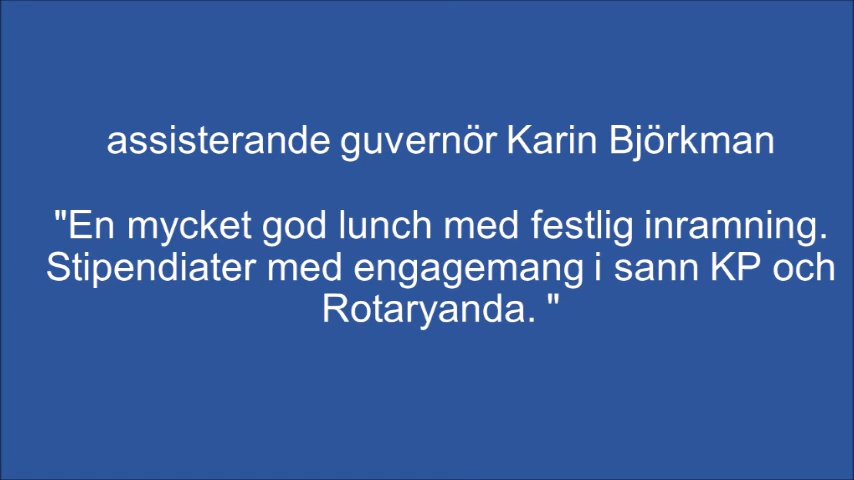 assisterande guvernör Karin Björkman
"En mycket god lunch med festlig inramning.
Stipendiater med engagemang i sann KP och
Rotaryanda. "